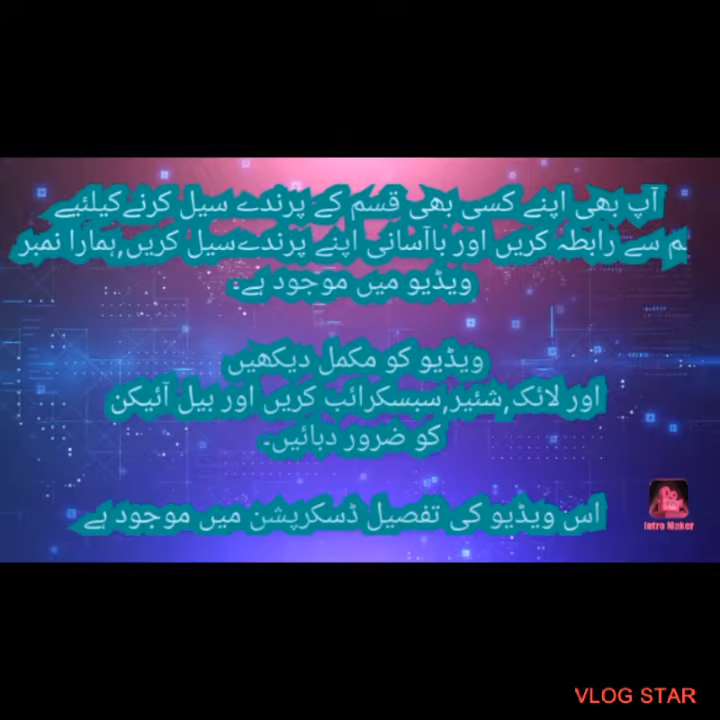 آپ بھی اپنے کسی بھی قسم کے پرندے سیل کرنے کیلئیے
ہم سے رابطہ کریں اور باآسانی اپنے پرندے سیل کریں,ہمارا نمبر
ویڈیو میں موجود ہے۔
ویڈیو کو مکمل دیکھیں
اور لائک,شئیر,سبسکرائب کریں اور بیل آئیکن
کو ضرور دبائیں۔
اس ویڈیو کی تفصیل ڈسکرپشن میں موجود ہے
Intro Maker
VLOG STAR